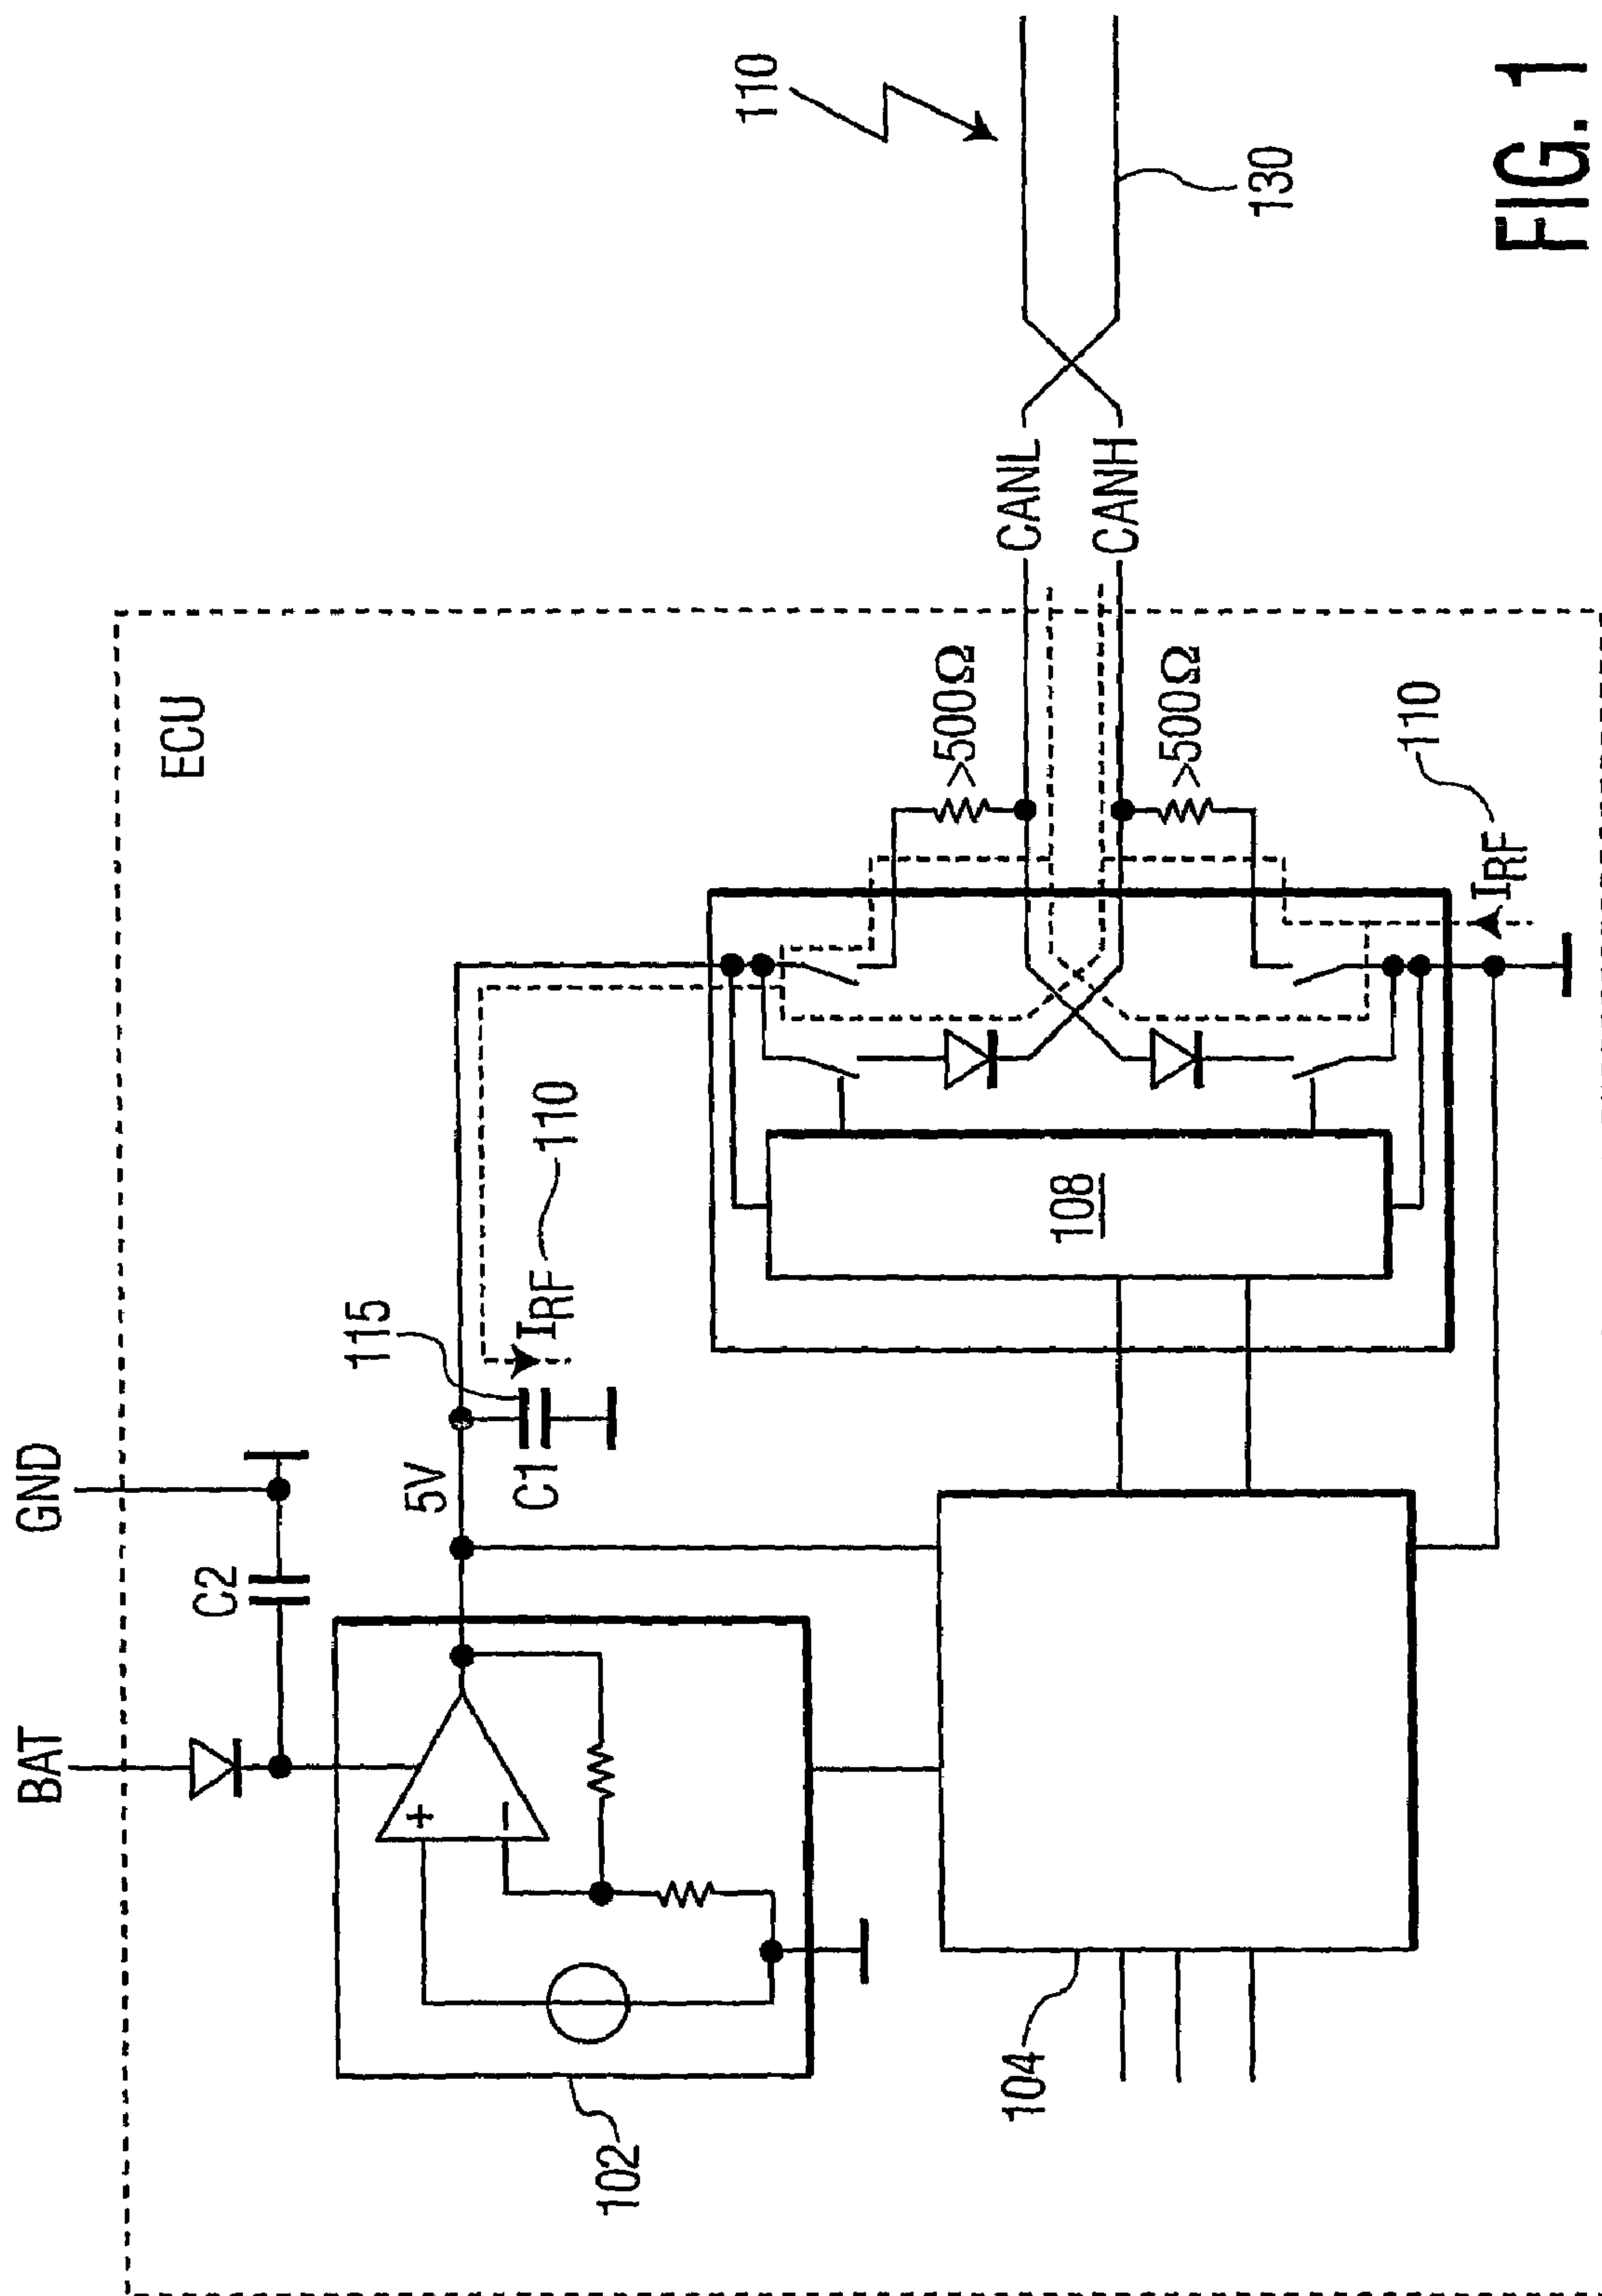 BAT
GND
C2
ECU
5V
115
C1
IRF
110
+
−
102
104
108
>500Ω
CANL
CANH
>500Ω
IRF
110
110
130
FIG. 1